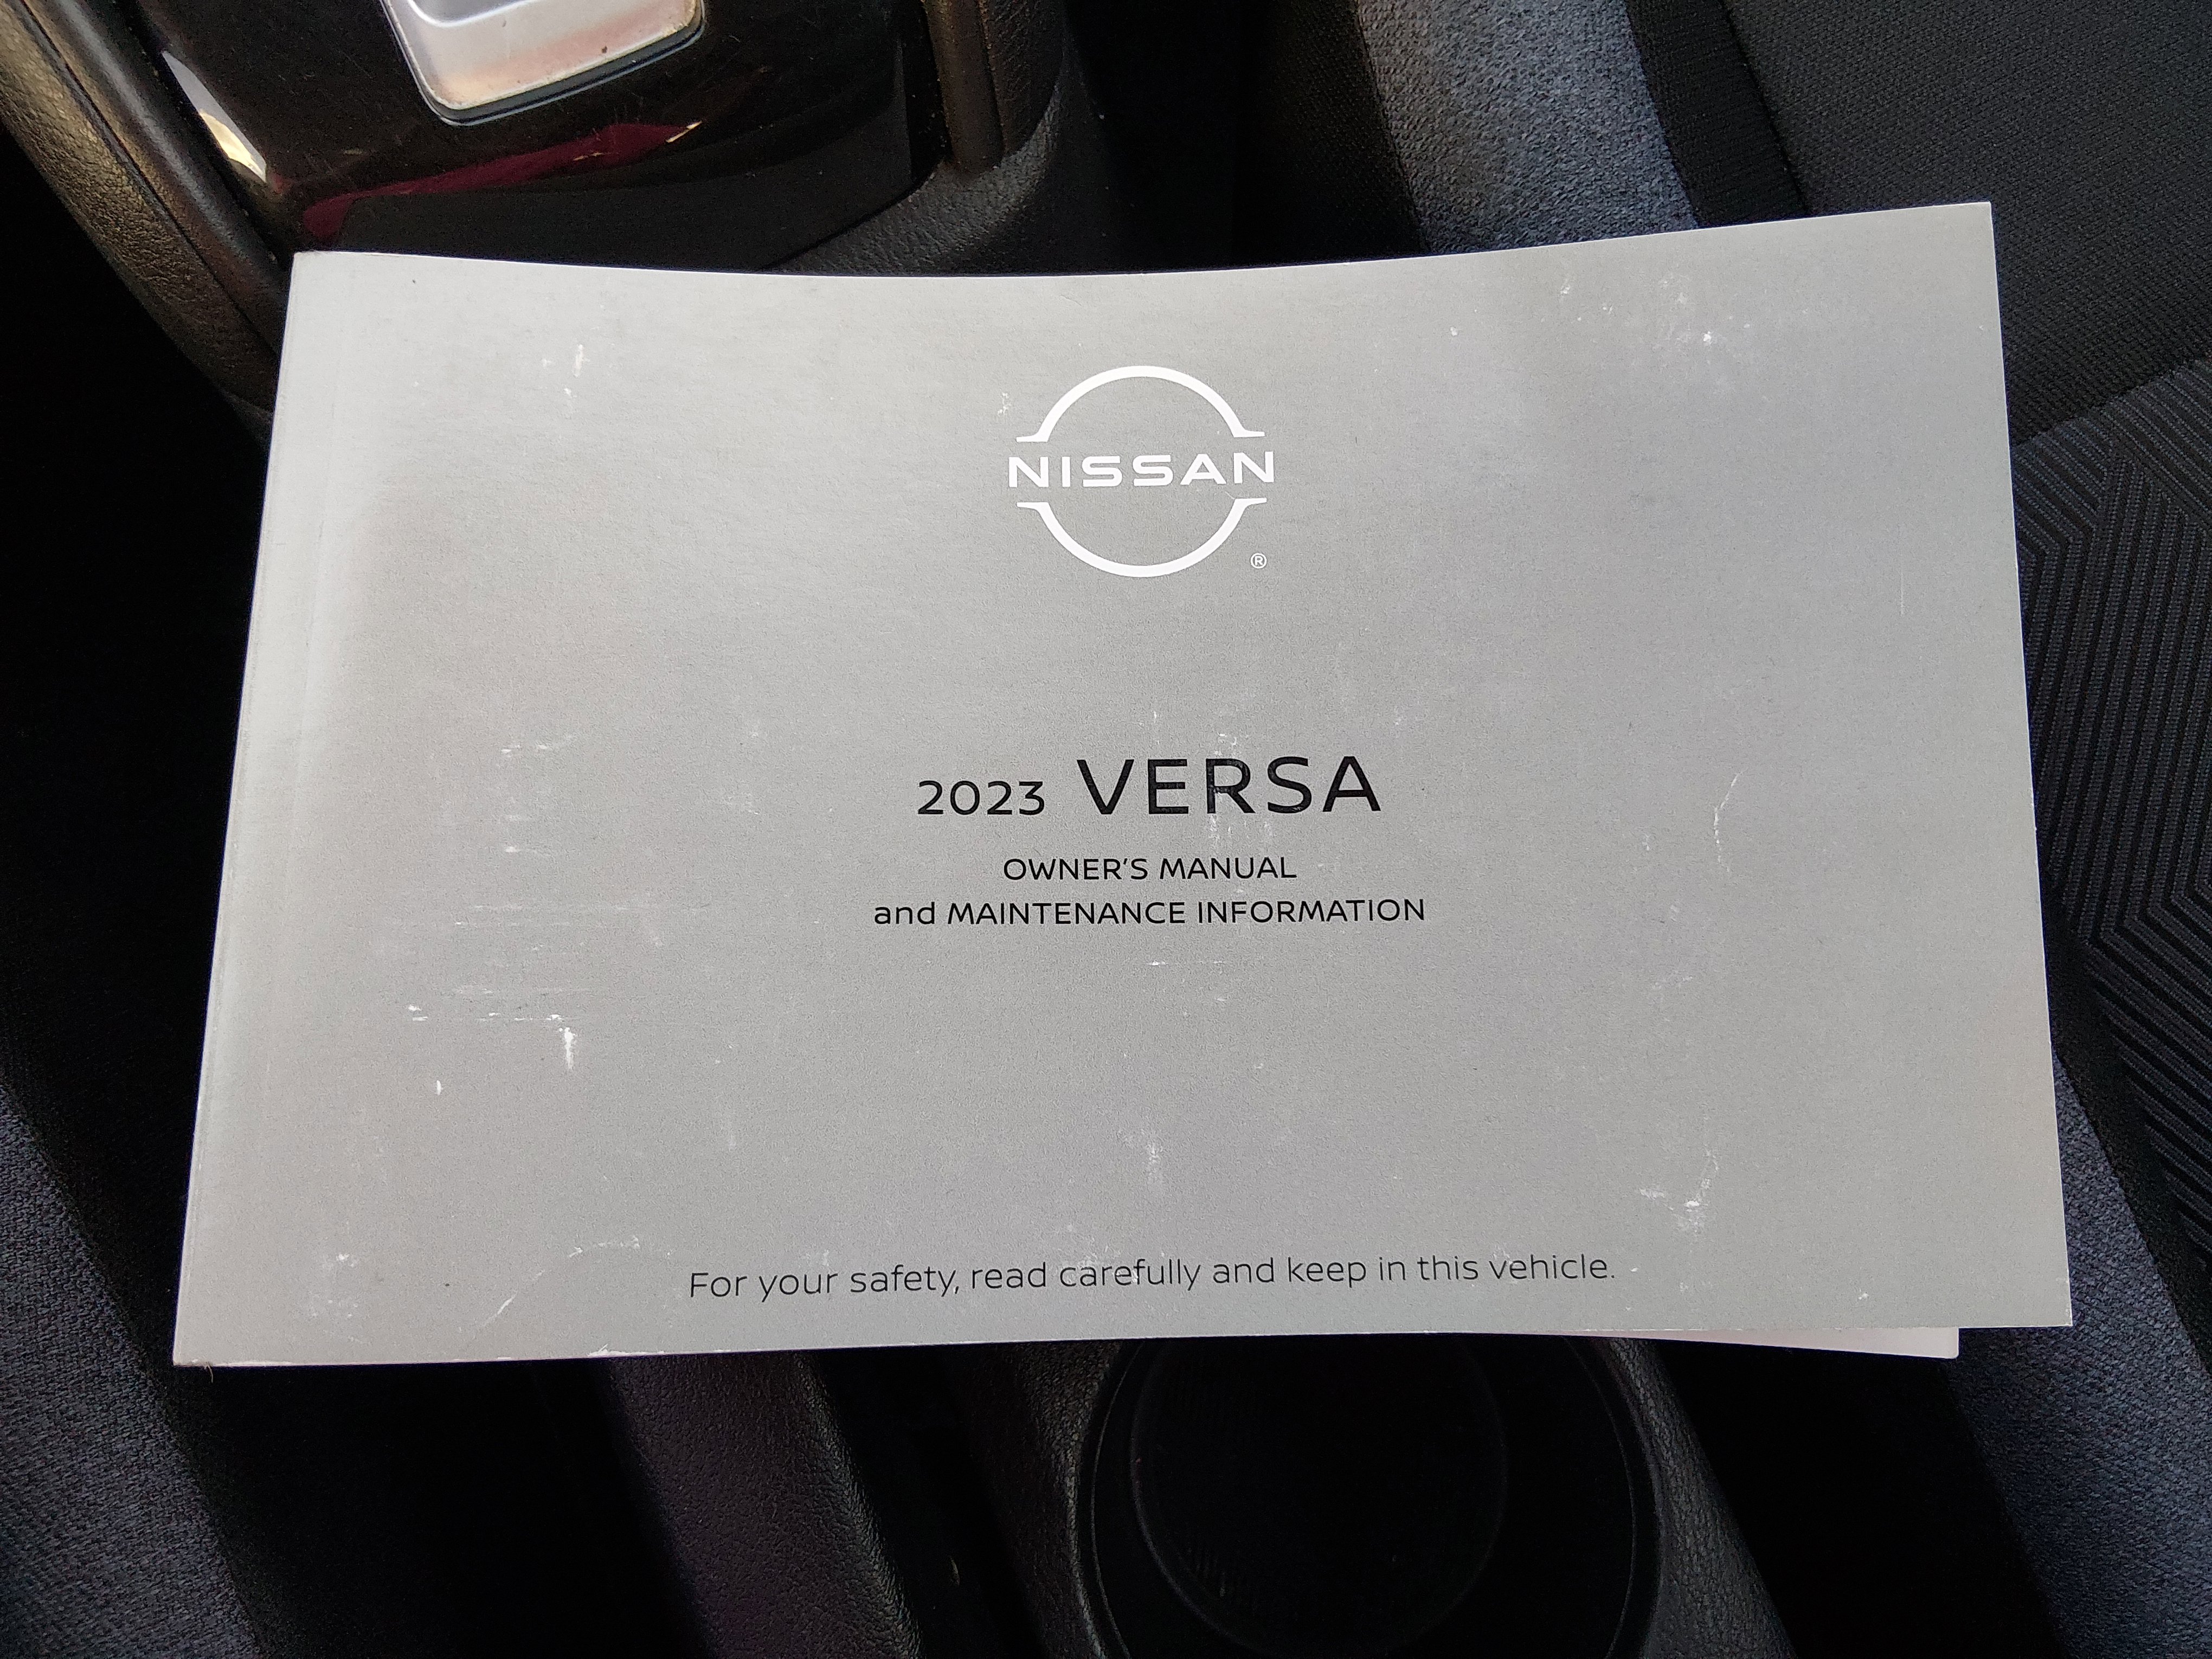 NISSAN
®
2023 VERSA
OWNER'S MANUAL
and MAINTENANCE INFORMATION
For your safety, read carefully and keep in this vehicle.